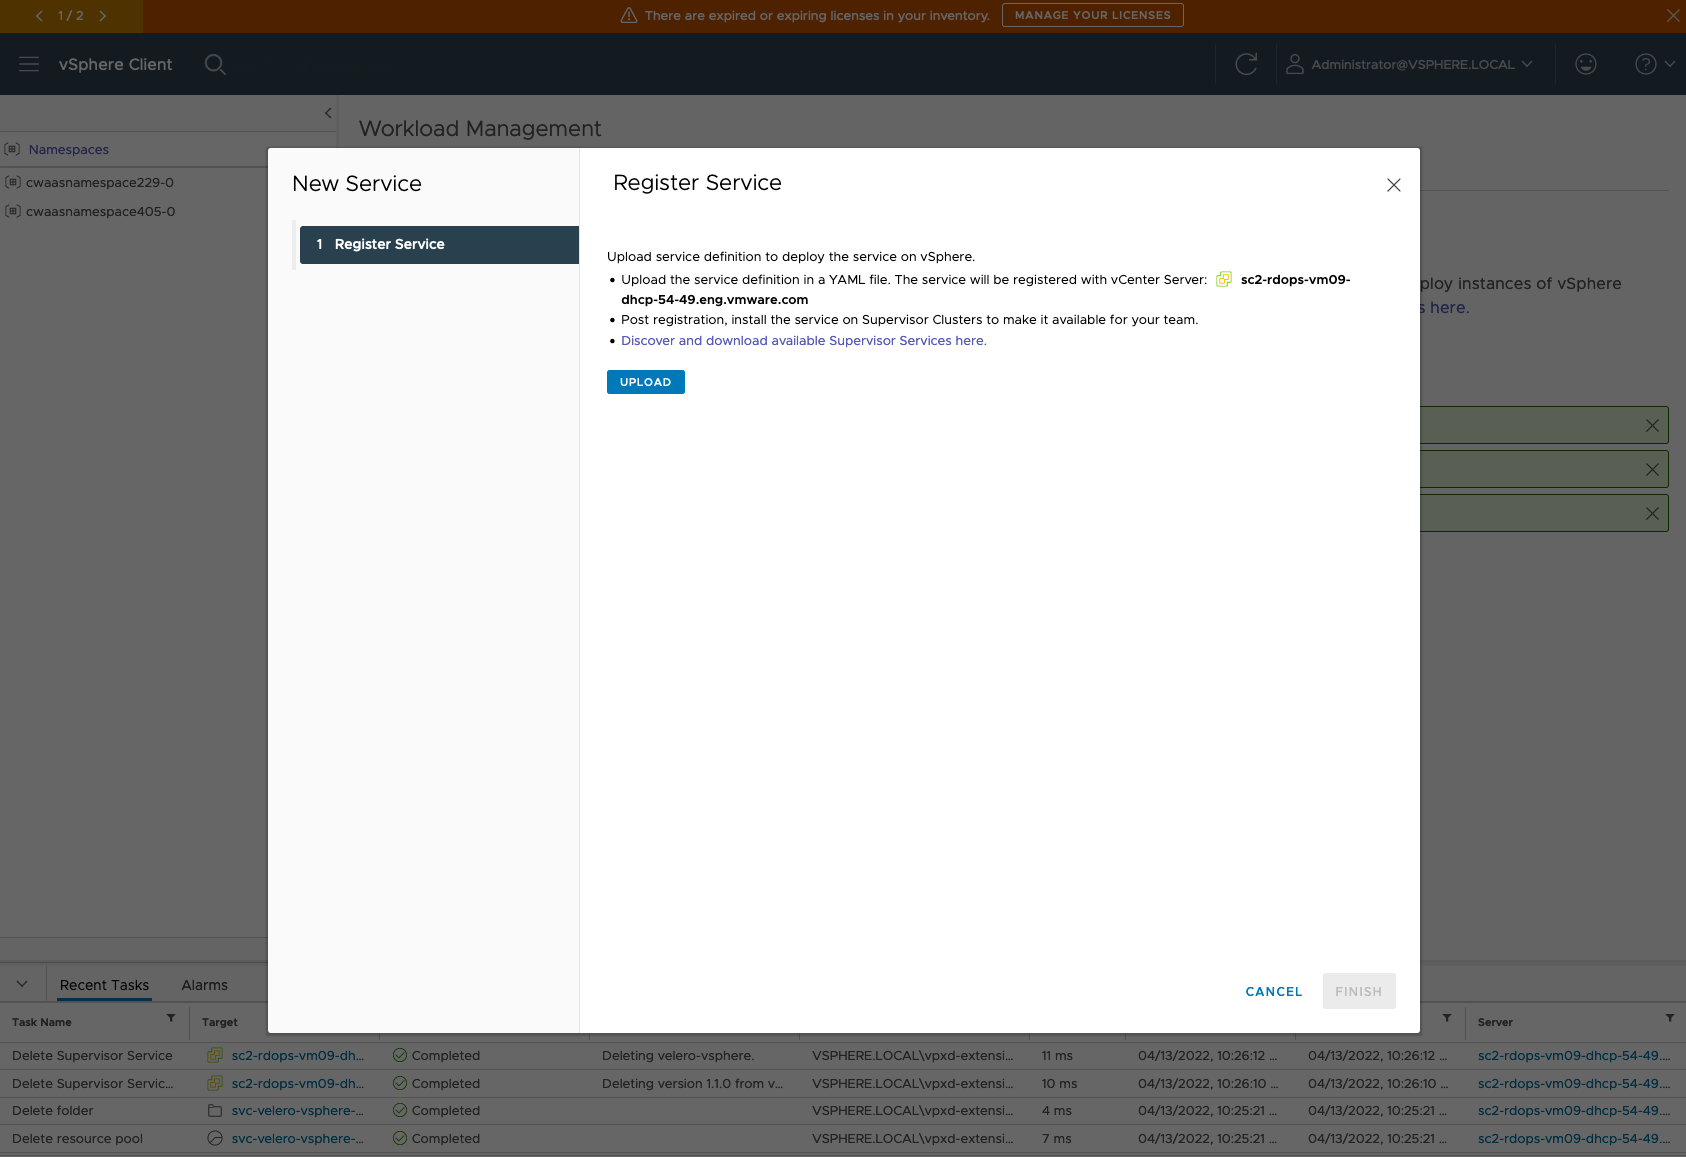 1 / 2
There are expired or expiring licenses in your inventory.
MANAGE YOUR LICENSES
vSphere Client
Administrator@VSPHERE.LOCAL
Workload Management
Namespaces
cwaasnamespace229-0
cwaasnamespace405-0
New Service
1 Register Service
Register Service
Upload service definition to deploy the service on vSphere.
Upload the service definition in a YAML file. The service will be registered with vCenter Server: sc2-rdops-vm09-
dhcp-54-49.eng.vmware.com
Post registration, install the service on Supervisor Clusters to make it available for your team.
Discover and download available Supervisor Services here.
UPLOAD
ploy instances of vSphere
s here.
CANCEL
FINISH
Recent Tasks Alarms
Task Name Target Server
Delete Supervisor Service sc2-rdops-vm09-dh... Completed Deleting velero-vsphere. VSPHERE.LOCAL\vpxd-extensi... 11 ms 04/13/2022, 10:26:12 ... 04/13/2022, 10:26:12 ... sc2-rdops-vm09-dhcp-54-49....
Delete Supervisor Servic... sc2-rdops-vm09-dh... Completed Deleting version 1.1.0 from v... VSPHERE.LOCAL\vpxd-extensi... 10 ms 04/13/2022, 10:26:10 ... 04/13/2022, 10:26:10 ... sc2-rdops-vm09-dhcp-54-49....
Delete folder svc-velero-vsphere-... Completed VSPHERE.LOCAL\vpxd-extensi... 4 ms 04/13/2022, 10:25:21 ... 04/13/2022, 10:25:21 ... sc2-rdops-vm09-dhcp-54-49....
Delete resource pool svc-velero-vsphere-... Completed VSPHERE.LOCAL\vpxd-extensi... 7 ms 04/13/2022, 10:25:21 ... 04/13/2022, 10:25:21 ... sc2-rdops-vm09-dhcp-54-49....